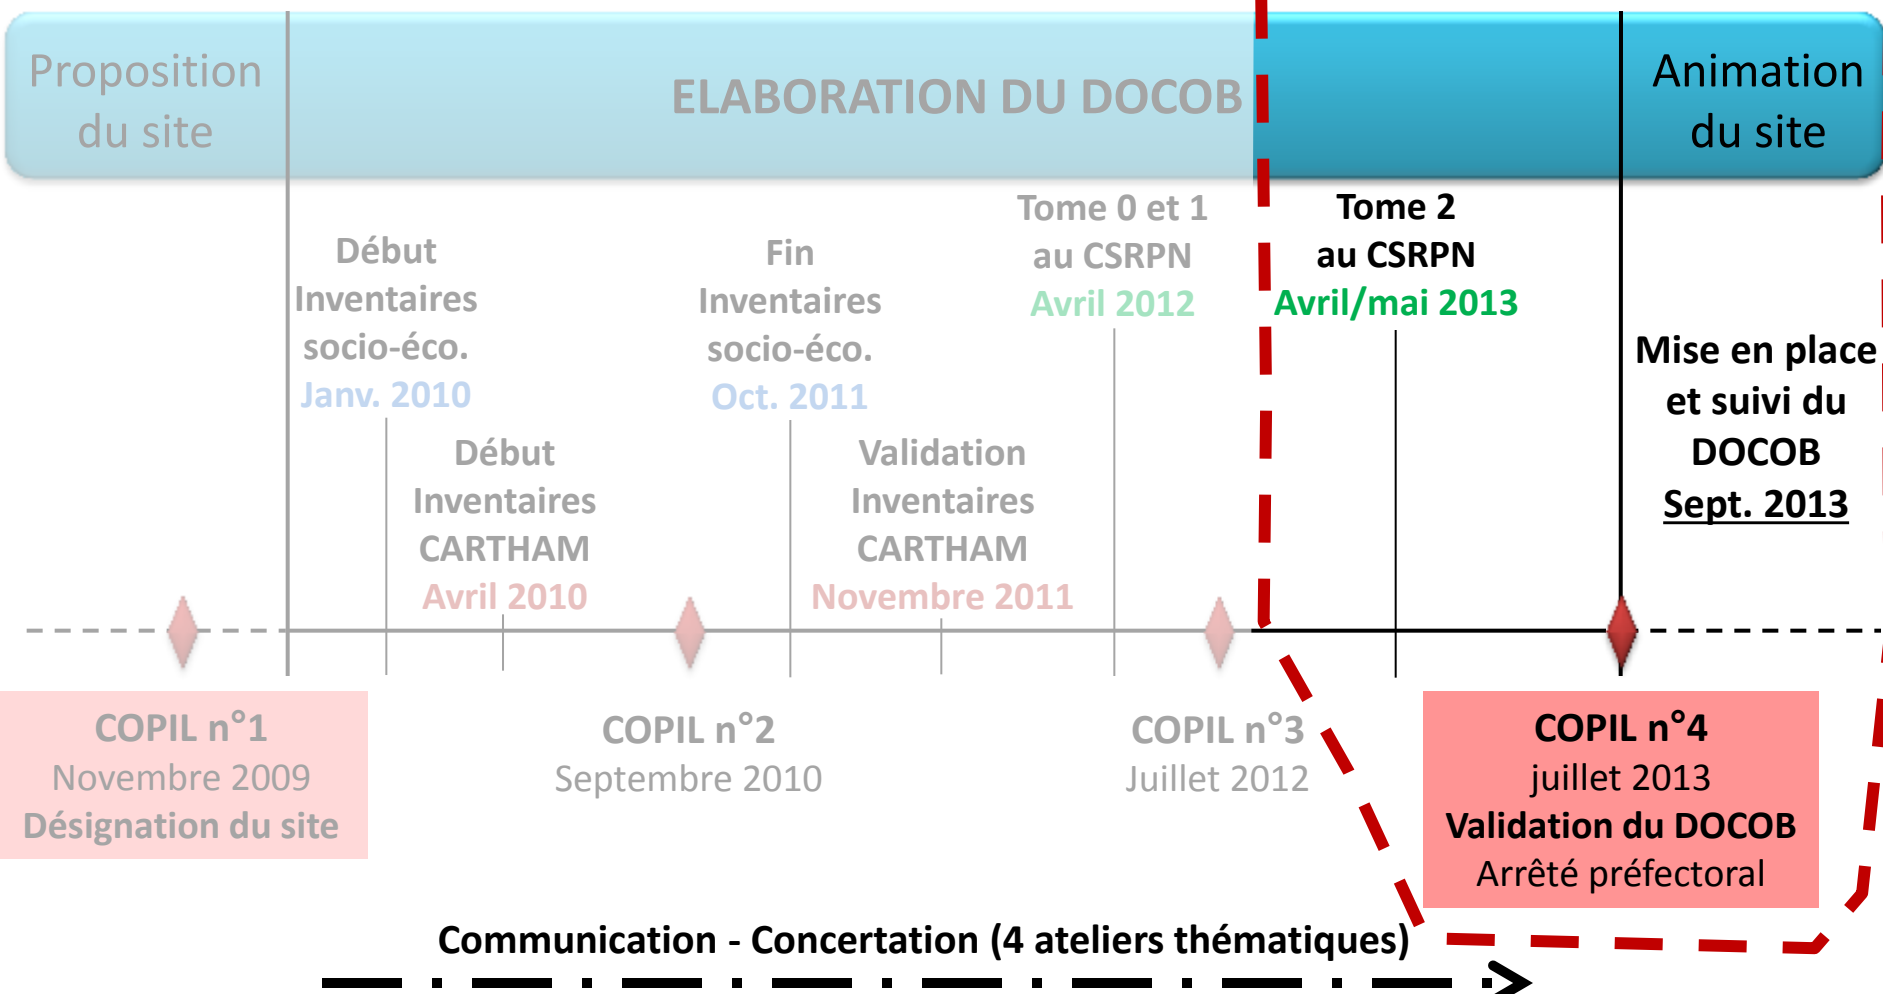 Proposition
du site
ELABORATION DU DOCOB
Animation
du site
Début
Inventaires
socio-éco.
Janv. 2010
Début
Inventaires
CARTHAM
Avril 2010
Fin
Inventaires
socio-éco.
Oct. 2011
Validation
Inventaires
CARTHAM
Novembre 2011
Tome 0 et 1
au CSRPN
Avril 2012
Tome 2
au CSRPN
Avril/mai 2013
Mise en place
et suivi du
DOCOB
Sept. 2013
COPIL n°1
Novembre 2009
Désignation du site
COPIL n°2
Septembre 2010
COPIL n°3
Juillet 2012
COPIL n°4
juillet 2013
Validation du DOCOB
Arrêté préfectoral
Communication - Concertation (4 ateliers thématiques)